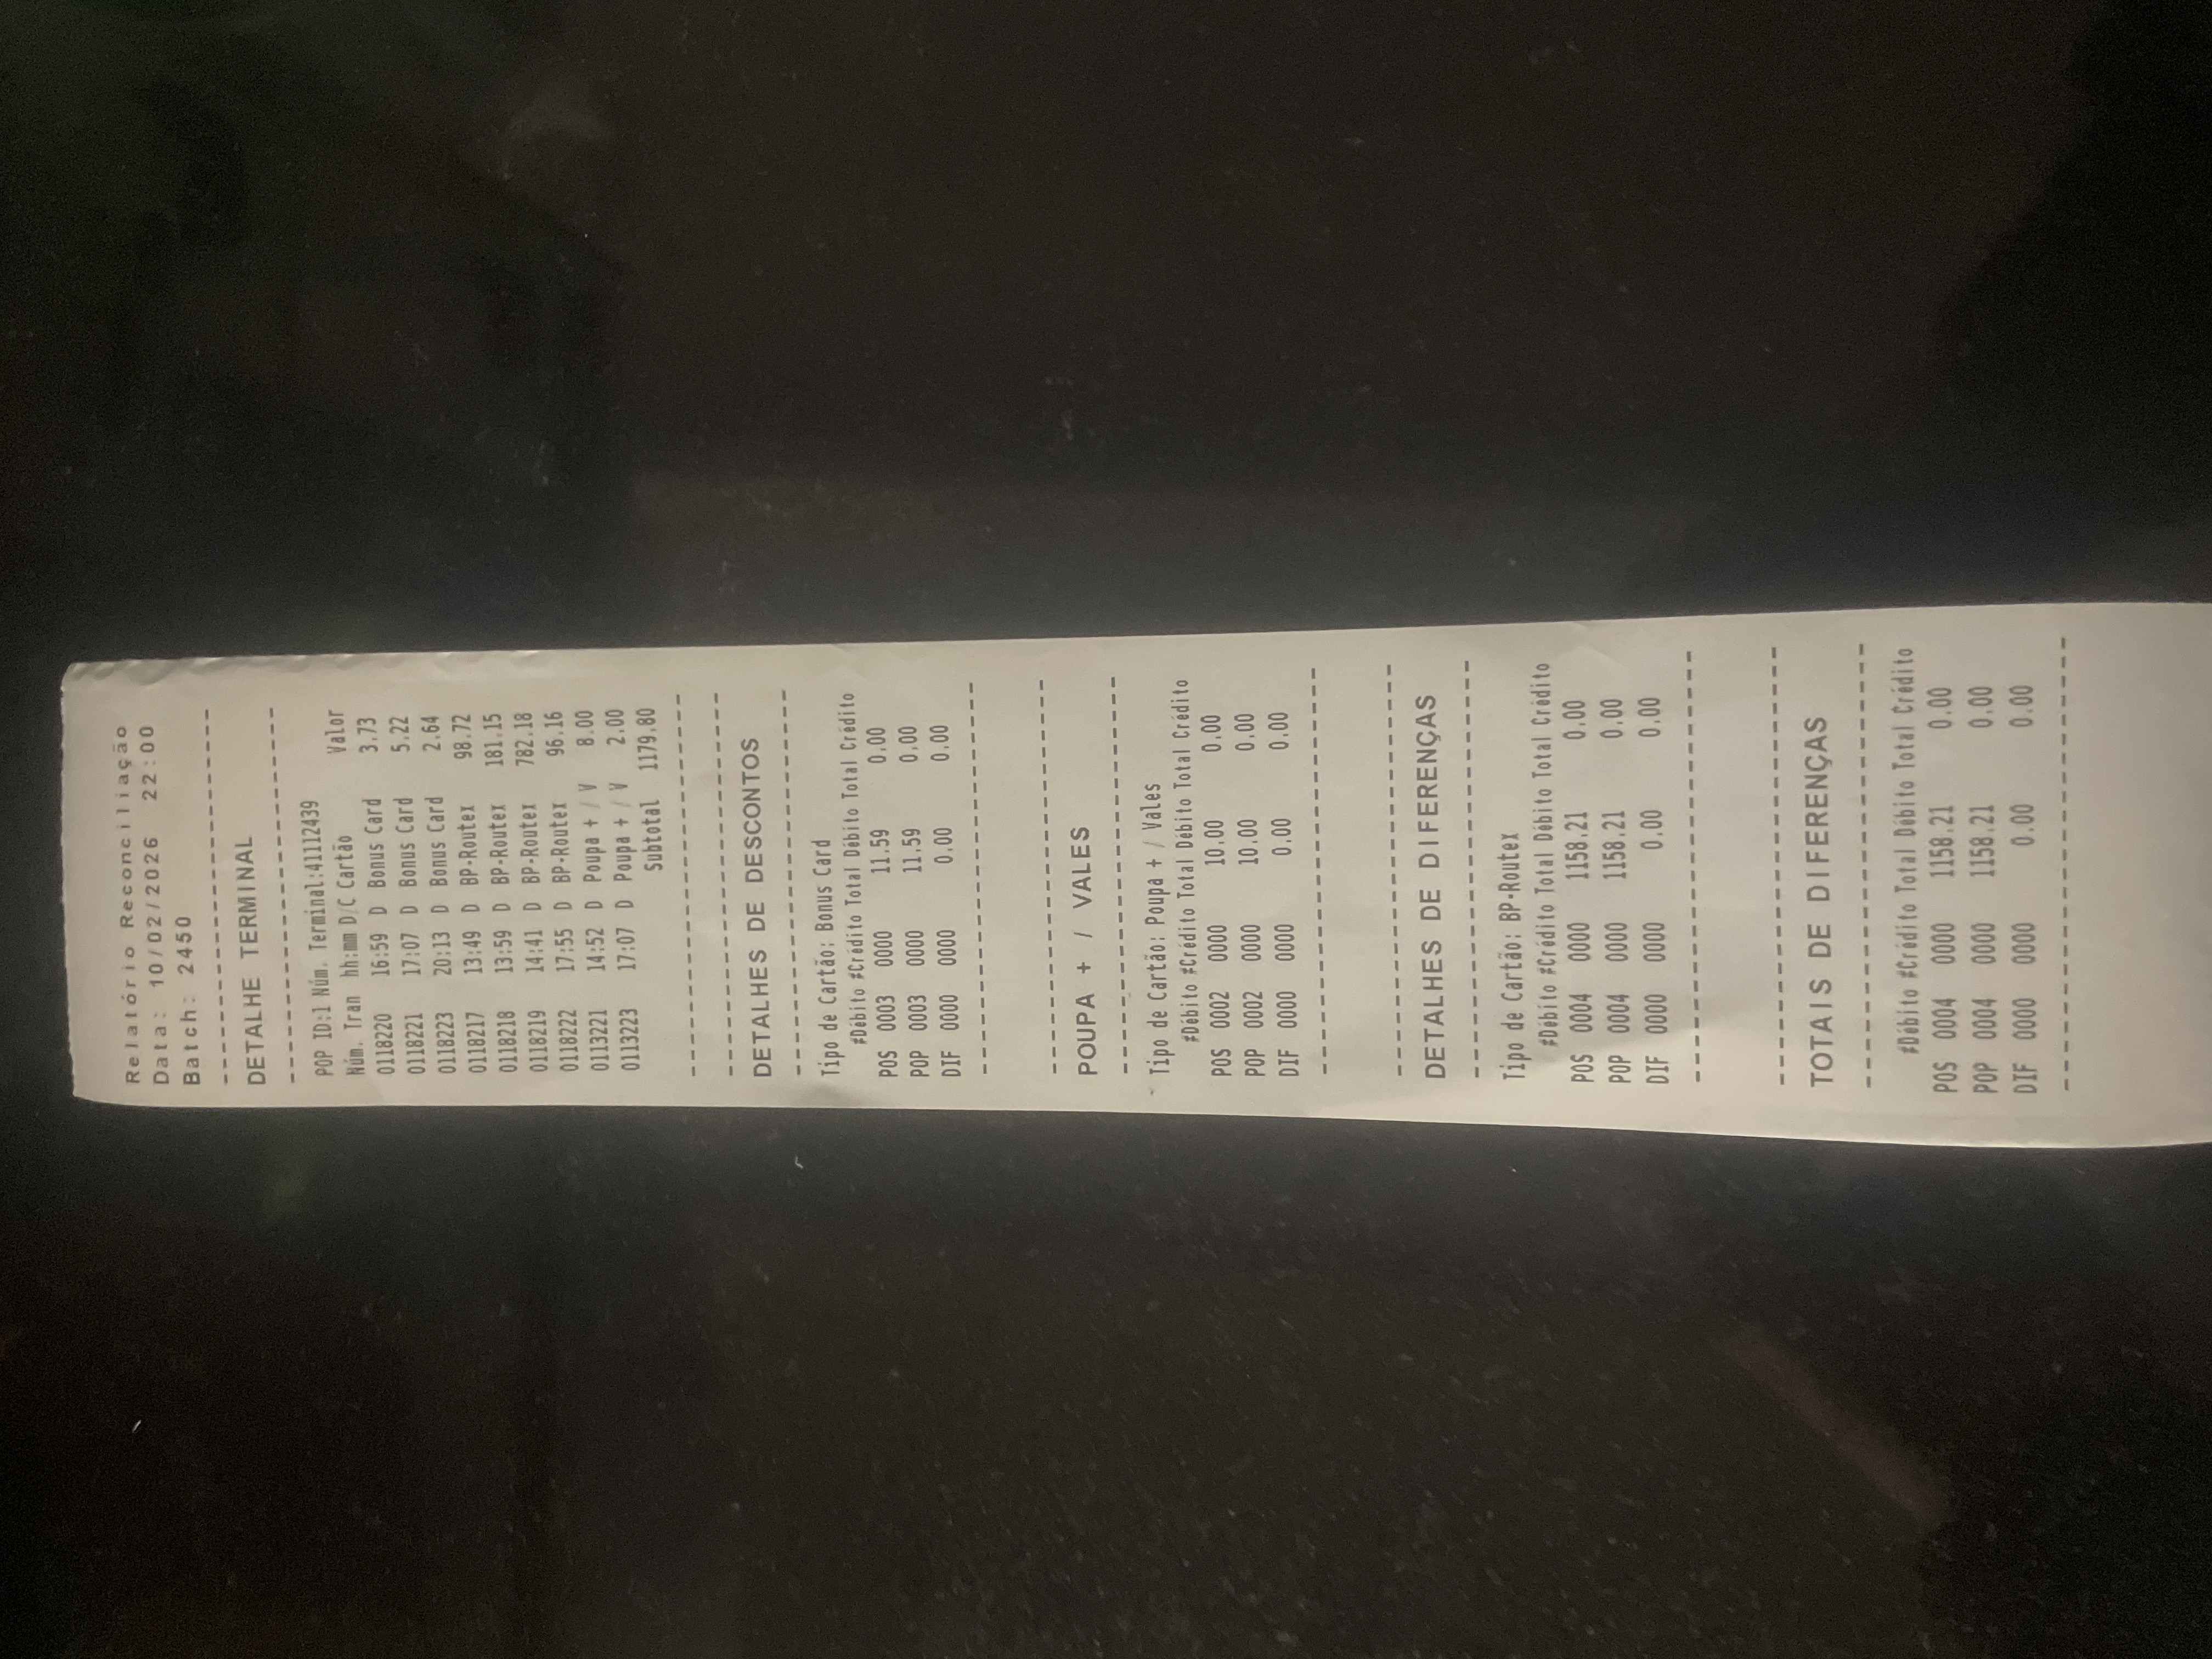 Relatório Reconciliação
Data: 10/02/2026 22:00
Batch: 2450
------------------------
DETALHE TERMINAL
------------------------
POP ID:1 Núm. Terminal:41112439
Núm. Tran hh:mm D/C Cartão Valor
0118220 16:59 D Bonus Card 3.73
0118221 17:07 D Bonus Card 5.22
0118223 20:13 D Bonus Card 2.64
0118217 13:49 D BP-Routex 98.72
0118218 13:59 D BP-Routex 181.15
0118219 14:41 D BP-Routex 782.18
0118222 17:55 D BP-Routex 96.16
0113221 14:52 D Poupa + / V 8.00
0113223 17:07 D Poupa + / V 2.00
Subtotal 1179.80
------------------------
------------------------
DETALHES DE DESCONTOS
------------------------
Tipo de Cartão: Bonus Card
#Débito #Crédito Total Débito Total Crédito
POS 0003 0000 11.59 0.00
POP 0003 0000 11.59 0.00
DIF 0000 0000 0.00 0.00
------------------------
------------------------
POUPA + / VALES
------------------------
Tipo de Cartão: Poupa + / Vales
#Débito #Crédito Total Débito Total Crédito
POS 0002 0000 10.00 0.00
POP 0002 0000 10.00 0.00
DIF 0000 0000 0.00 0.00
------------------------
------------------------
DETALHES DE DIFERENÇAS
------------------------
Tipo de Cartão: BP-Routex
#Débito #Crédito Total Débito Total Crédito
POS 0004 0000 1158.21 0.00
POP 0004 0000 1158.21 0.00
DIF 0000 0000 0.00 0.00
------------------------
------------------------
TOTAIS DE DIFERENÇAS
------------------------
#Débito #Crédito Total Débito Total Crédito
POS 0004 0000 1158.21 0.00
POP 0004 0000 1158.21 0.00
DIF 0000 0000 0.00 0.00
------------------------